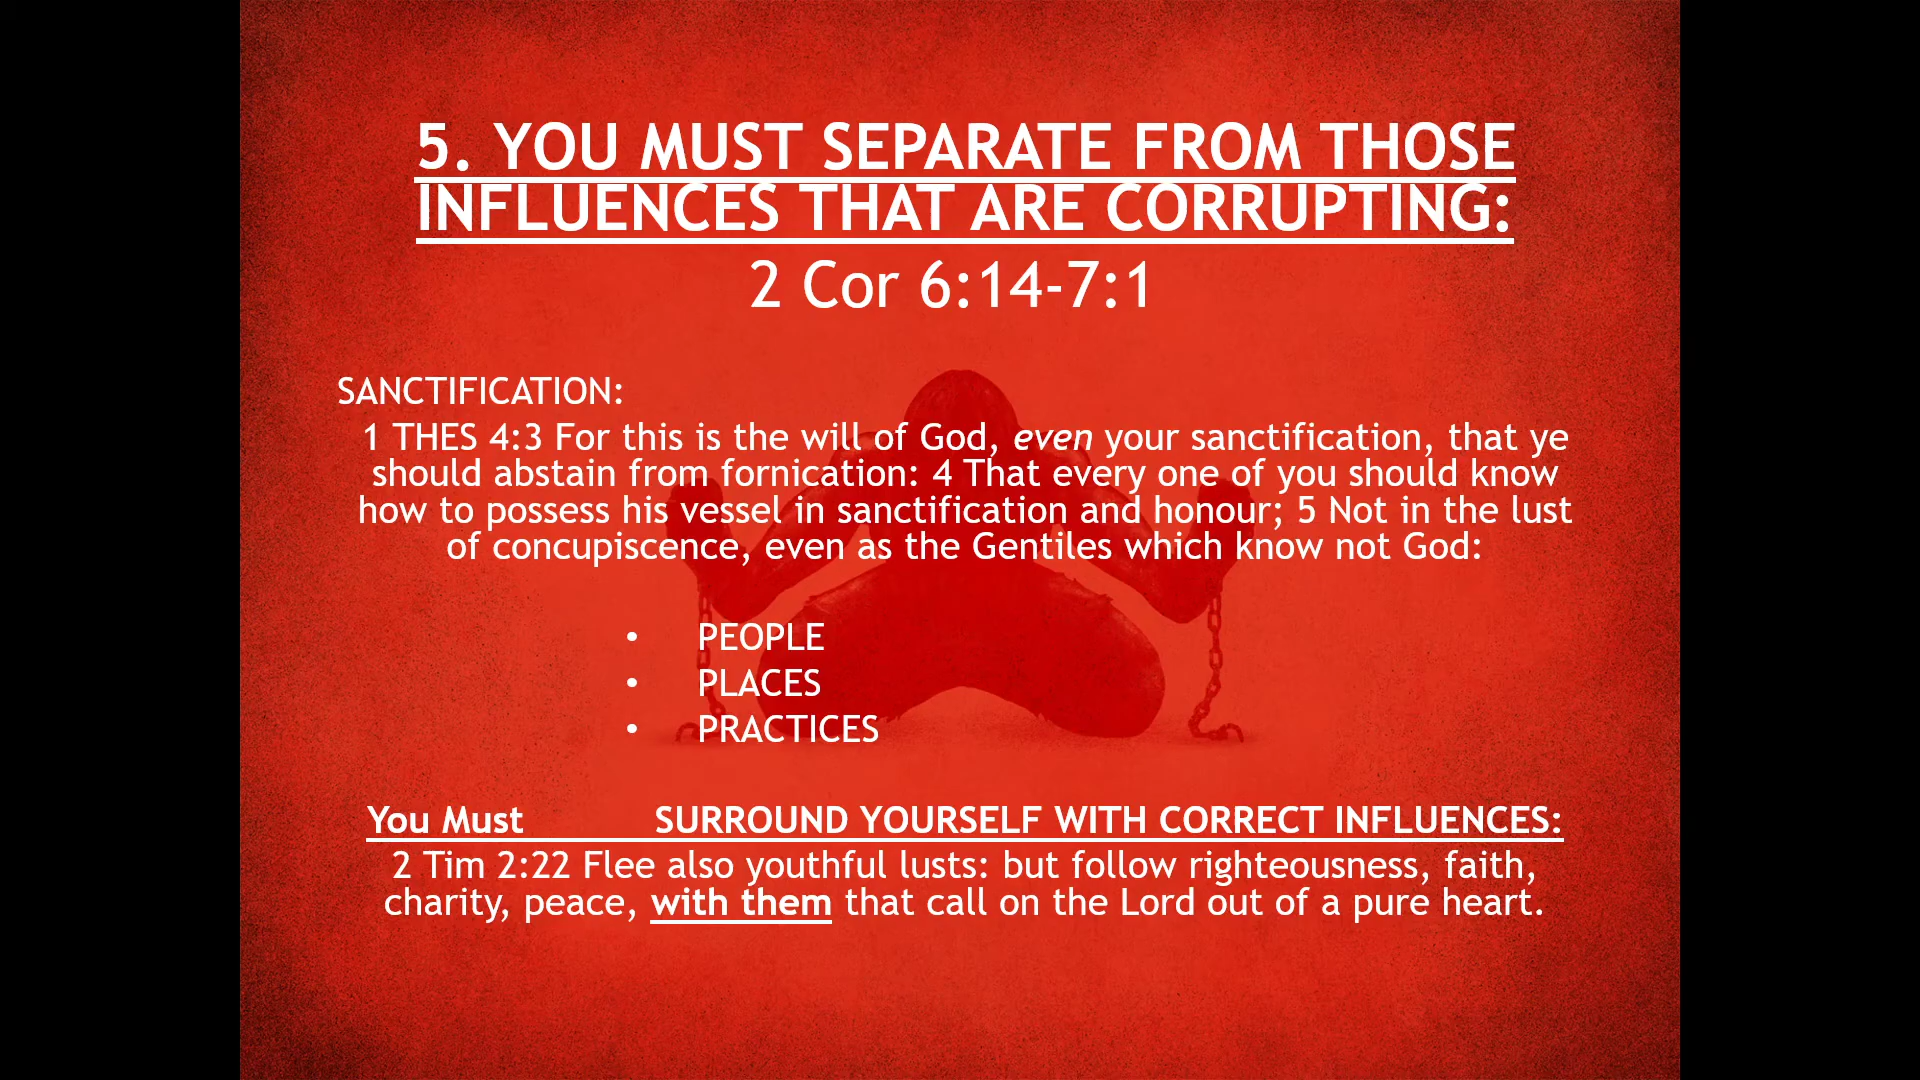 5. YOU MUST SEPARATE FROM THOSE
INFLUENCES THAT ARE CORRUPTING:
2 Cor 6:14-7:1
SANCTIFICATION:
1 THES 4:3 For this is the will of God, even your sanctification, that ye
should abstain from fornication: 4 That every one of you should know
how to possess his vessel in sanctification and honour; 5 Not in the lust
of concupiscence, even as the Gentiles which know not God:
• PEOPLE
• PLACES
• PRACTICES
You Must SURROUND YOURSELF WITH CORRECT INFLUENCES:
2 Tim 2:22 Flee also youthful lusts: but follow righteousness, faith,
charity, peace, with them that call on the Lord out of a pure heart.